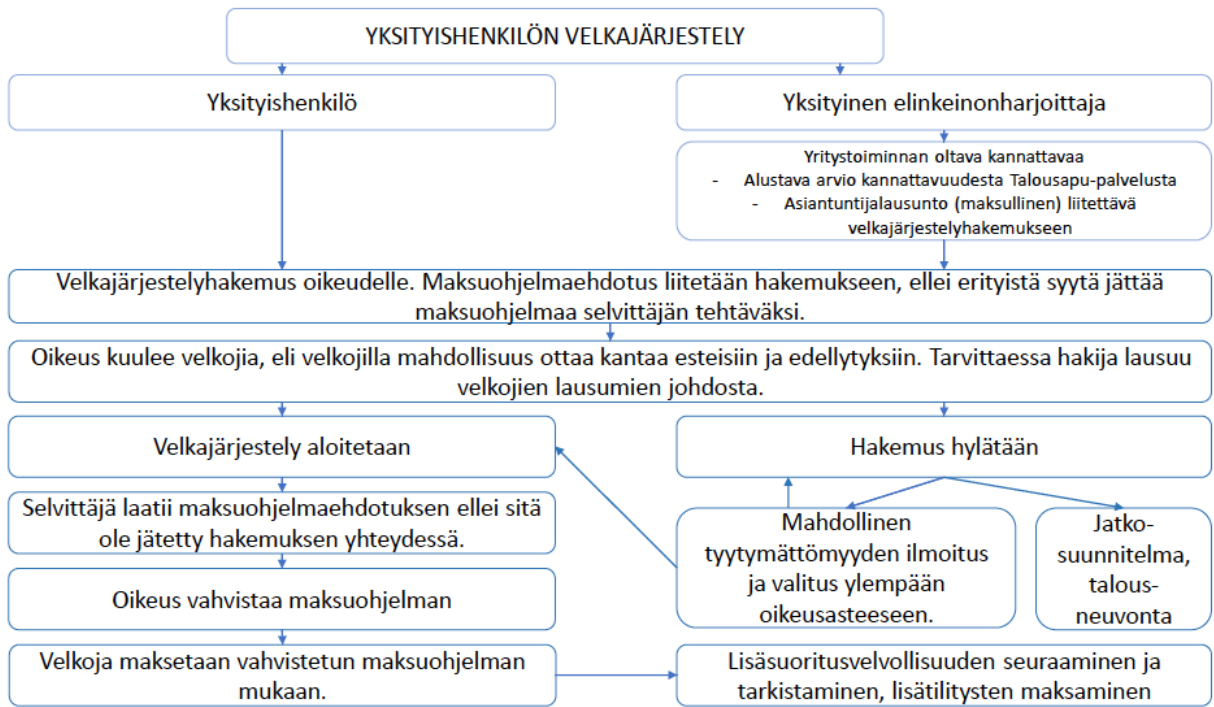 YKSITYISHENKILÖN VELKAJÄRJESTELY
Yksityishenkilö
Yksityinen elinkeinonharjoittaja
Yritystoiminnan oltava kannattavaa
- Alustava arvio kannattavuudesta Talousapu-palvelusta
- Asiantuntijalausunto (maksullinen) liitettävä
velkajärjestelyhakemukseen
Velkajärjestelyhakemus oikeudelle. Maksuohjelmaehdotus liitetään hakemukseen, ellei erityistä syytä jättää
maksuohjelmaa selvittäjän tehtäväksi.
Oikeus kuulee velkojia, eli velkojilla mahdollisuus ottaa kantaa esteisiin ja edellytyksiin. Tarvittaessa hakija lausuu
velkojien lausumien johdosta.
Velkajärjestely aloitetaan
Hakemus hylätään
Selvittäjä laatii maksuohjelmaehdotuksen ellei sitä
ole jätetty hakemuksen yhteydessä.
Mahdollinen
tyytymättömyyden ilmoitus
ja valitus ylempään
oikeusasteeseen.
Jatko-
suunnitelma,
talous-
neuvonta
Oikeus vahvistaa maksuohjelman
Velkoja maksetaan vahvistetun maksuohjelman
mukaan.
Lisäsuoritusvelvollisuuden seuraaminen ja
tarkistaminen, lisätilitysten maksaminen